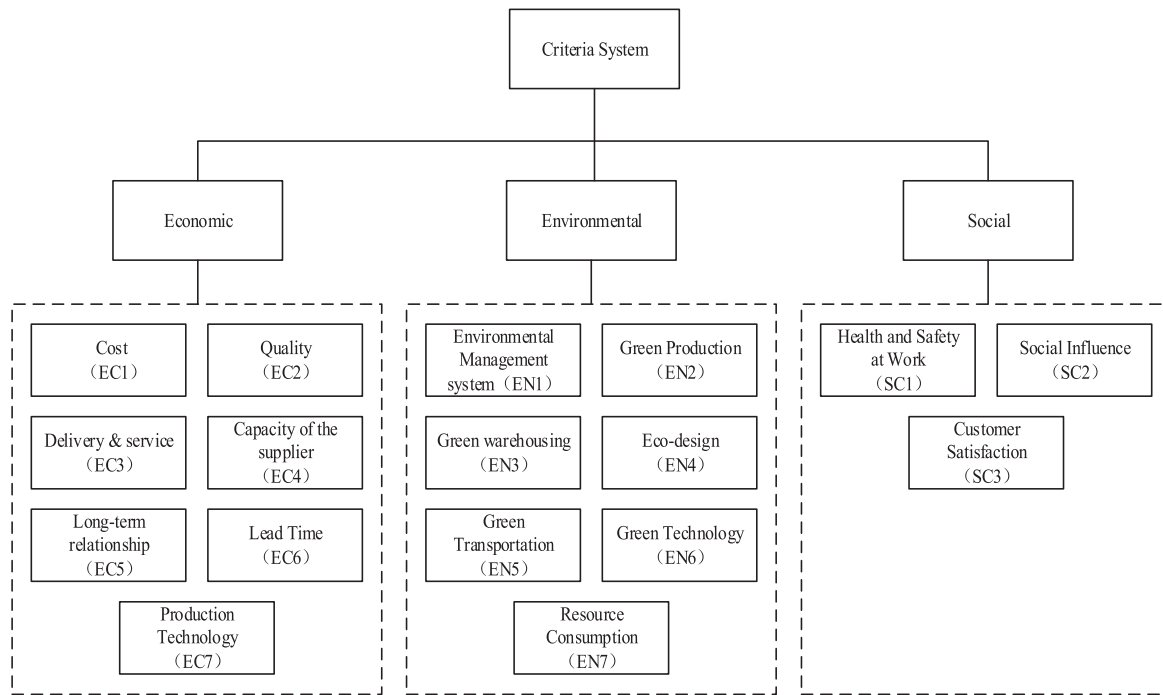 Criteria System
Economic
Environmental
Social
Cost
（EC1）
Quality
（EC2）
Delivery & service
（EC3）
Capacity of the
supplier
（EC4）
Long-term
relationship
（EC5）
Lead Time
（EC6）
Production
Technology
（EC7）
Environmental
Management
system（EN1）
Green Production
（EN2）
Green warehousing
（EN3）
Eco-design
（EN4）
Green
Transportation
（EN5）
Green Technology
（EN6）
Resource
Consumption
（EN7）
Health and Safety
at Work
（SC1）
Social Influence
（SC2）
Customer
Satisfaction
（SC3）